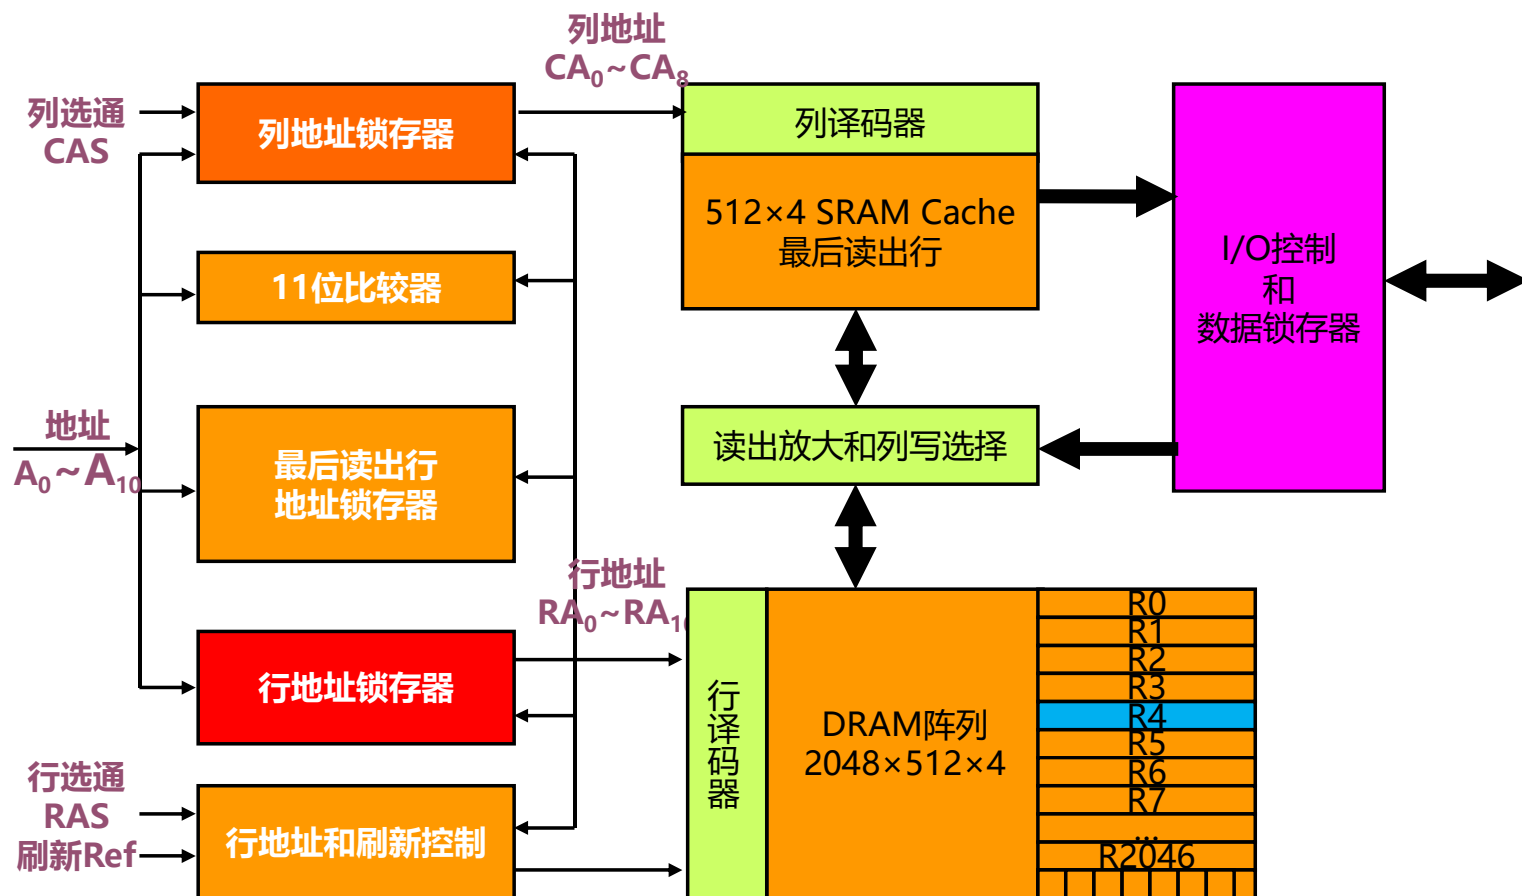 列地址
CA₀~CA₈
列选通
CAS
列地址锁存器
列译码器
512×4 SRAM Cache
最后读出行
I/O控制
和
数据锁存器
11位比较器
地址
A₀~A₁₀
最后读出行
地址锁存器
读出放大和列写选择
行地址
RA₀~RA₁₀
行地址锁存器
行译码器
DRAM阵列
2048×512×4
R0
R1
R2
R3
R4
R5
R6
R7
...
R2046
行选通
RAS
刷新Ref
行地址和刷新控制